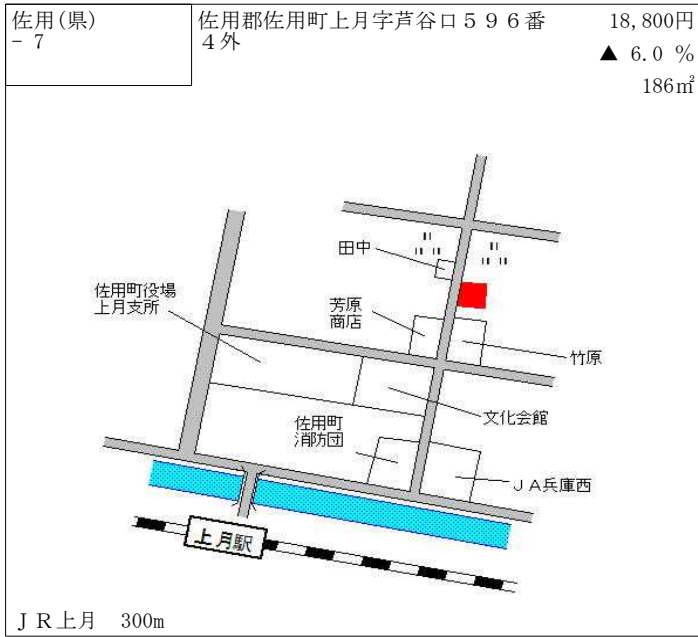 佐用(県)
- 7
佐用郡佐用町上月字芦谷口５９６番
４外
18,800円
▲ 6.0 %
186㎡
田中
佐用町役場
上月支所
芳原
商店
竹原
文化会館
佐用町
消防団
ＪＡ兵庫西
上月駅
ＪＲ上月　300m